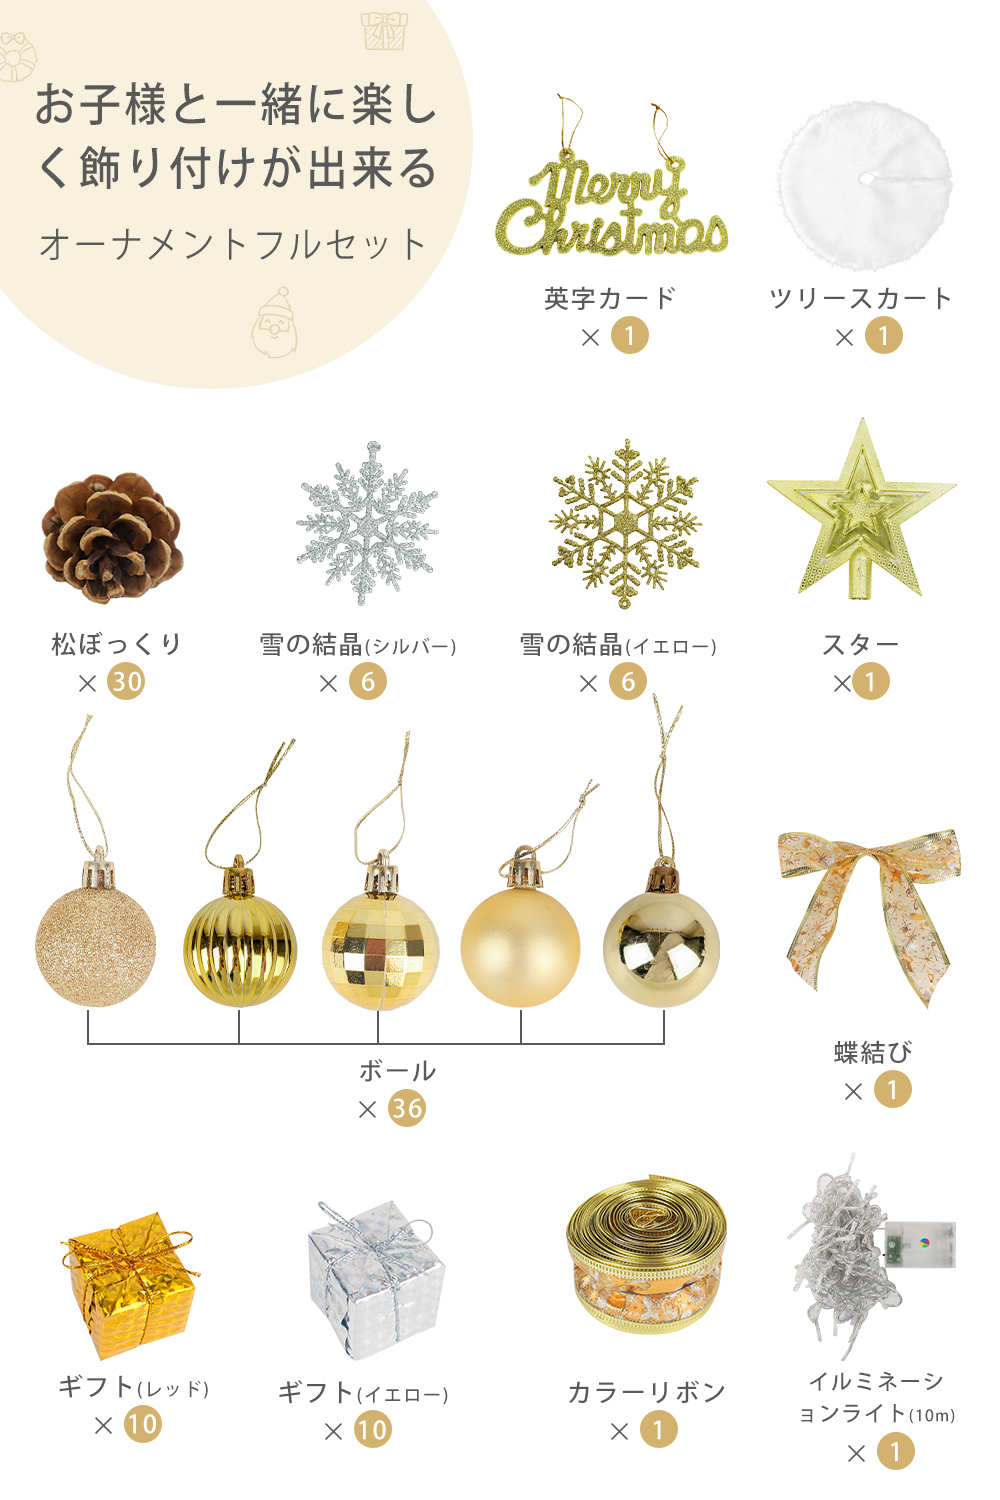 お子様と一緒に楽し
く飾り付けが出来る
オーナメントフルセット
Merry
Christmas
英字カード
× 1
ツリースカート
× 1
松ぼっくり
× 30
雪の結晶(シルバー)
× 6
雪の結晶(イエロー)
× 6
スター
×1
ボール
× 36
蝶結び
× 1
ギフト(レッド)
× 10
ギフト(イエロー)
× 10
カラーリボン
× 1
イルミネーシ
ョンライト(10m)
× 1